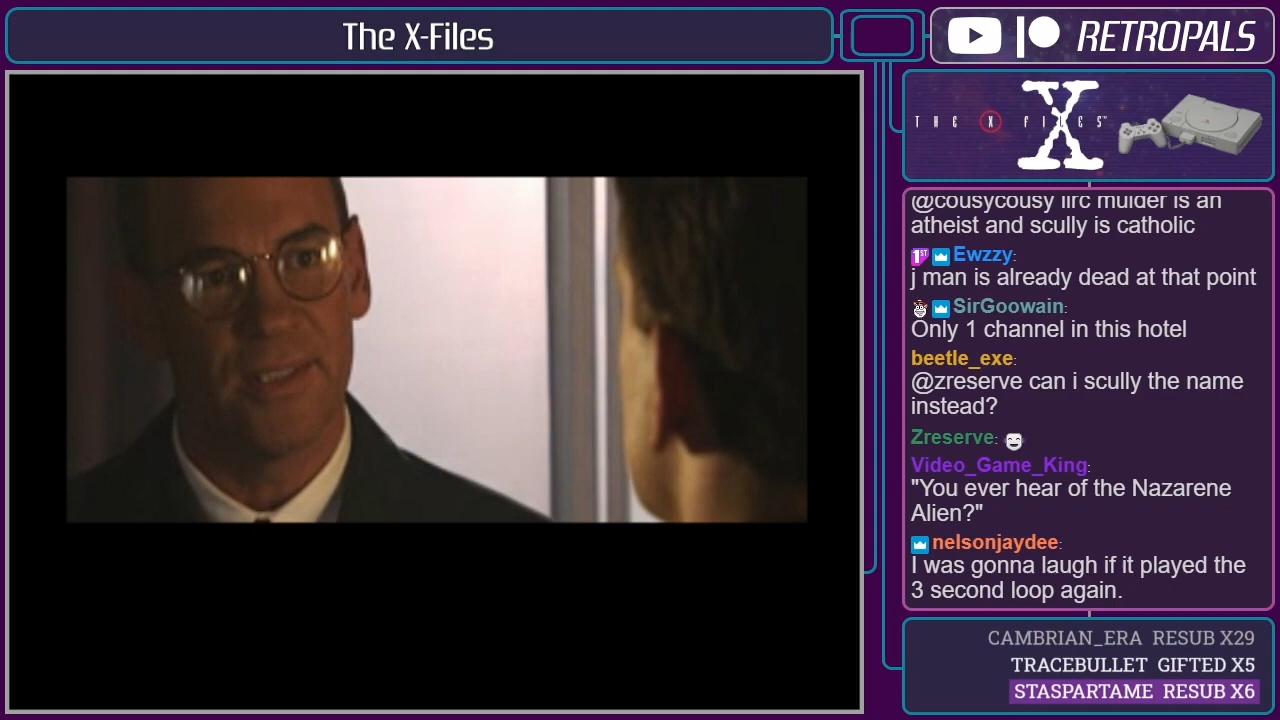 The X-Files
RETROPALS
THE X FILES™
X
@cousycousy iirc mulder is an
atheist and scully is catholic
1ST Ewzzy:
j man is already dead at that point
SirGoowain:
Only 1 channel in this hotel
beetle_exe:
@zreserve can i scully the name
instead?
Zreserve:
Video_Game_King:
"You ever hear of the Nazarene
Alien?"
nelsonjaydee:
I was gonna laugh if it played the
3 second loop again.
CAMBRIAN_ERA RESUB X29
TRACEBULLET GIFTED X5
STASPARTAME RESUB X6